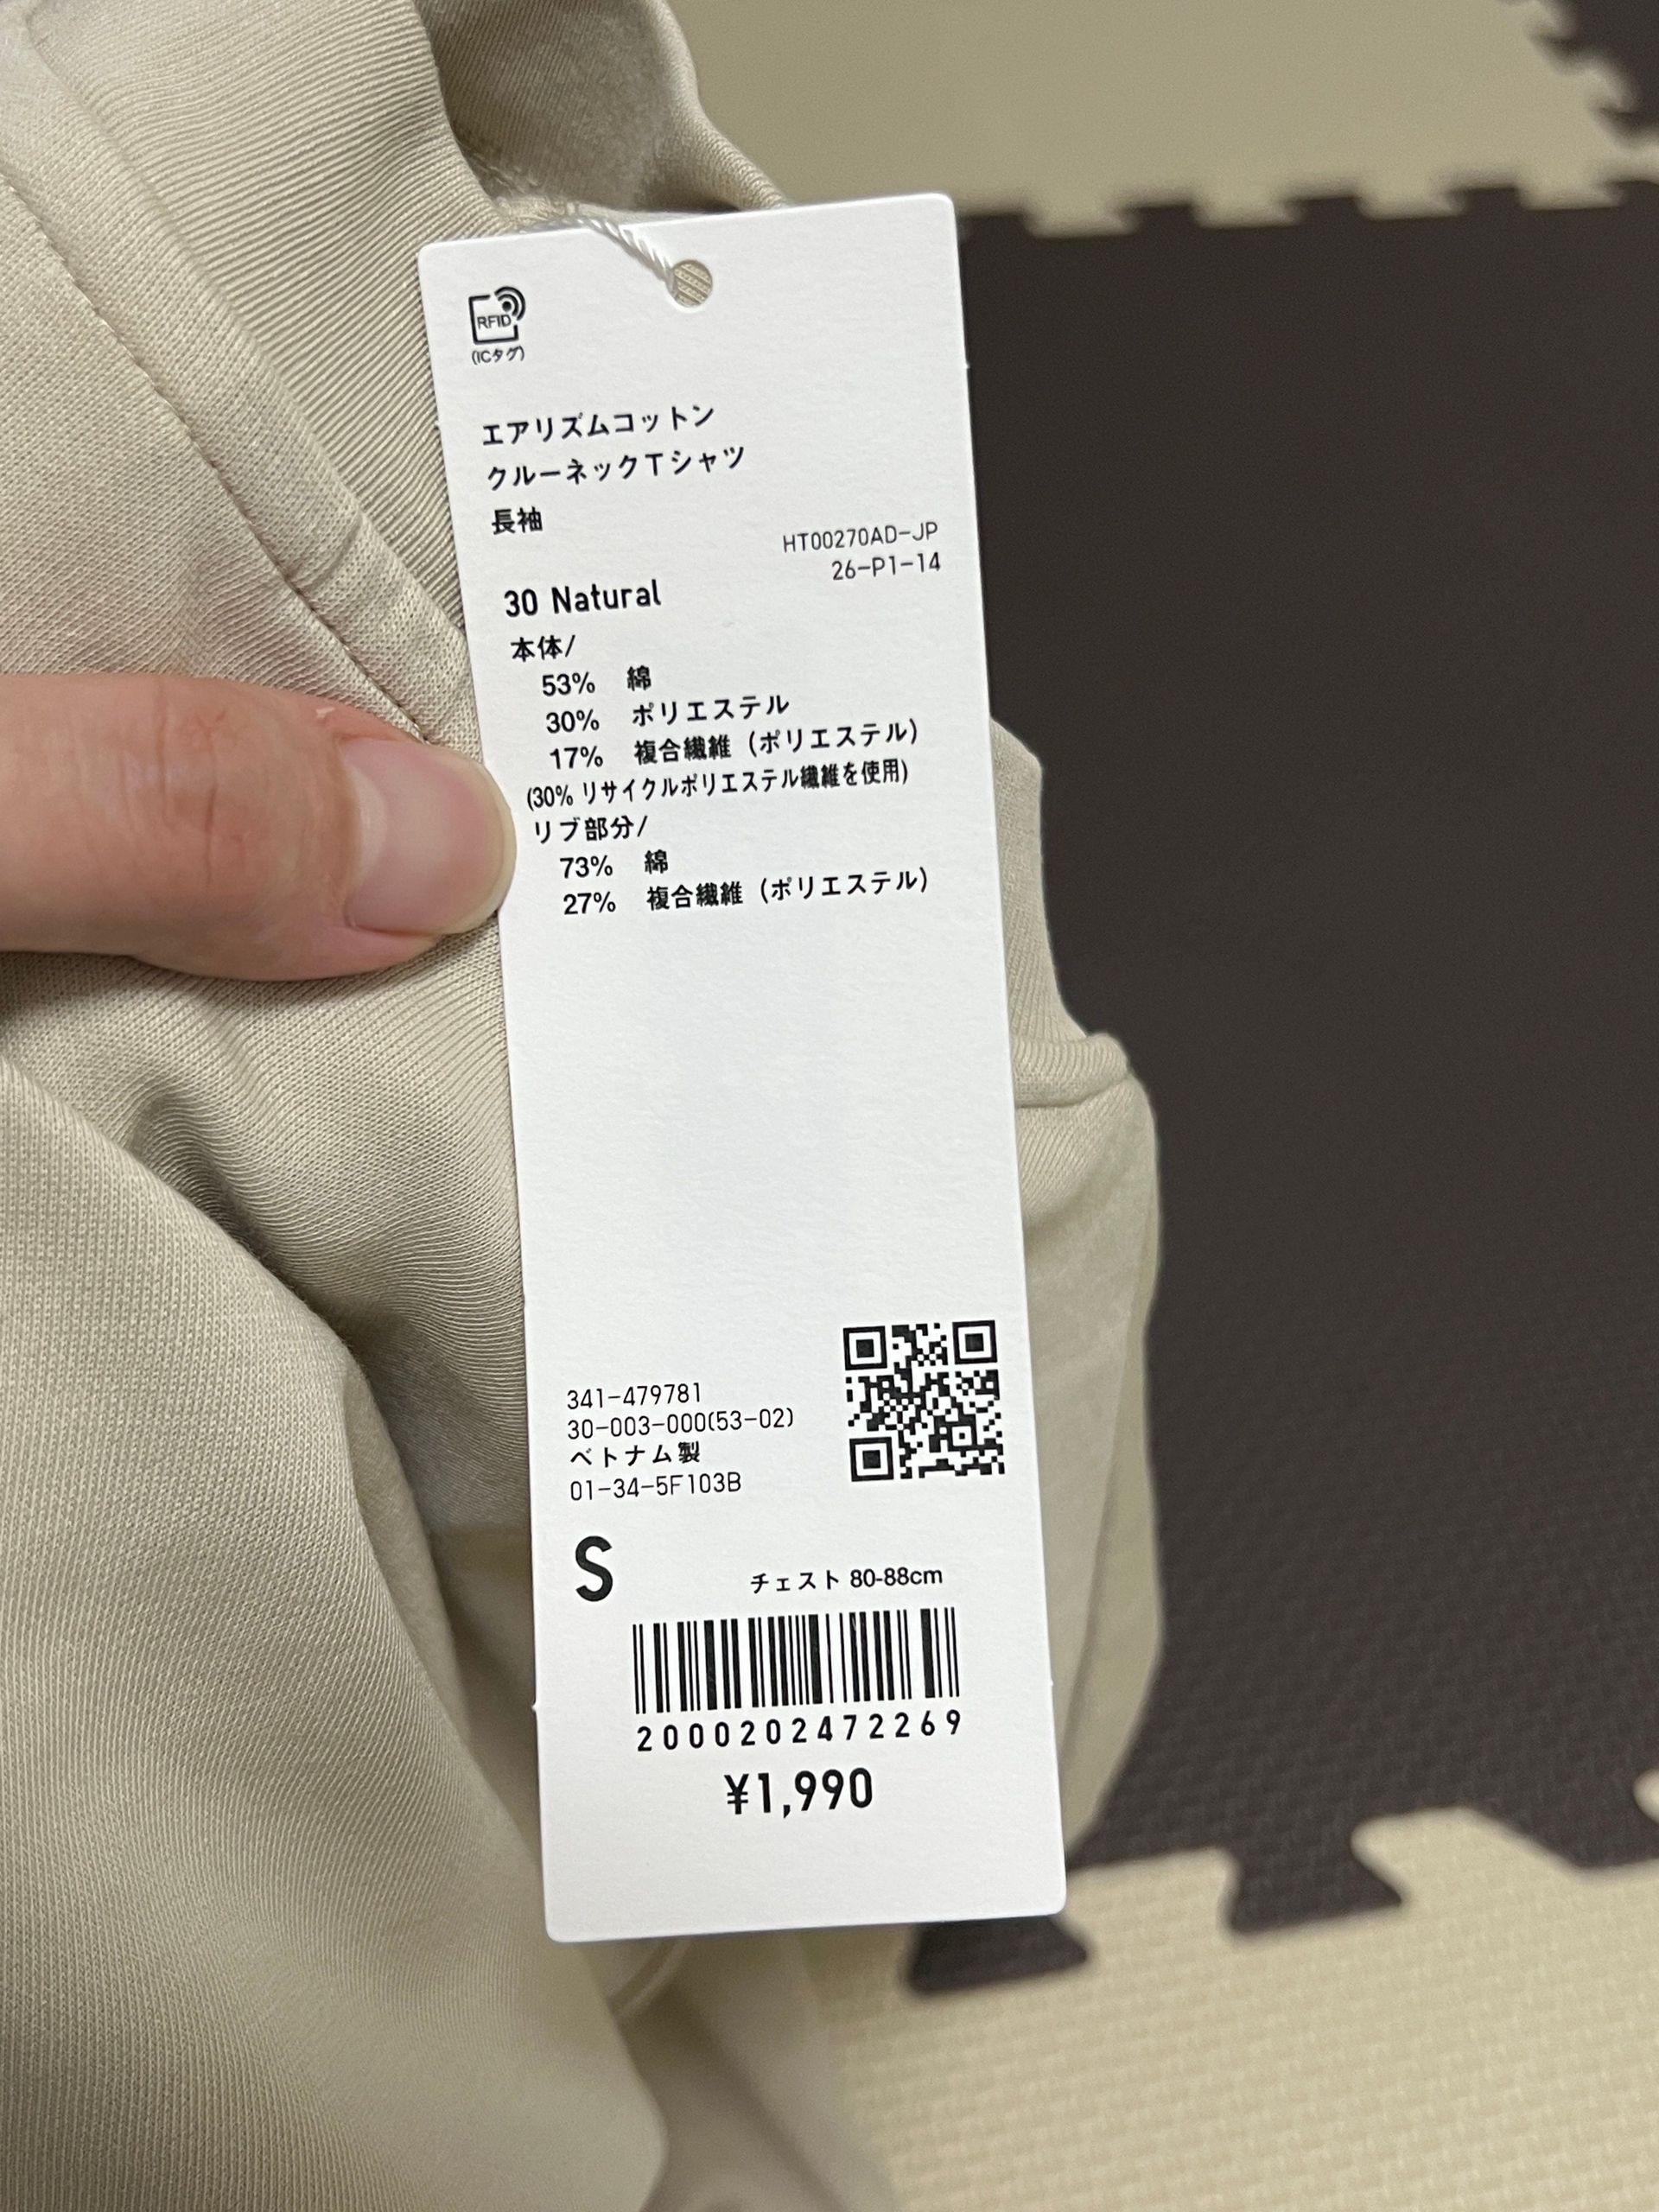 RFID
(ICタグ)
エアリズムコットン
クルーネックTシャツ
長袖
HT00270AD-JP
26-P1-14
30 Natural
本体/
53% 綿
30% ポリエステル
17% 複合繊維 (ポリエステル)
(30% リサイクルポリエステル繊維を使用)
リブ部分/
73% 綿
27% 複合繊維 (ポリエステル)
341-479781
30-003-000(53-02)
ベトナム製
01-34-5F103B
S
チェスト 80-88cm
2000202472269
¥1,990